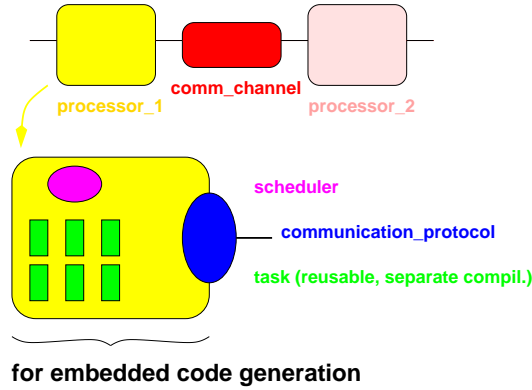 comm_channel
processor_1
processor_2
scheduler
communication_protocol
task (reusable, separate compil.)
for embedded code generation